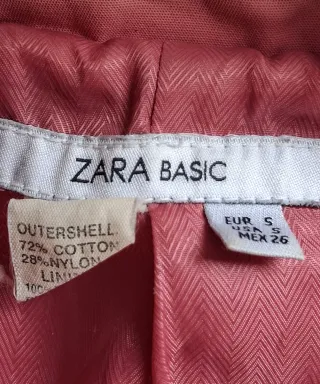 ZARA BASIC
OUTERSHELL
72% COTTON
28% NYLON
EUR S
USA S
MEX 26